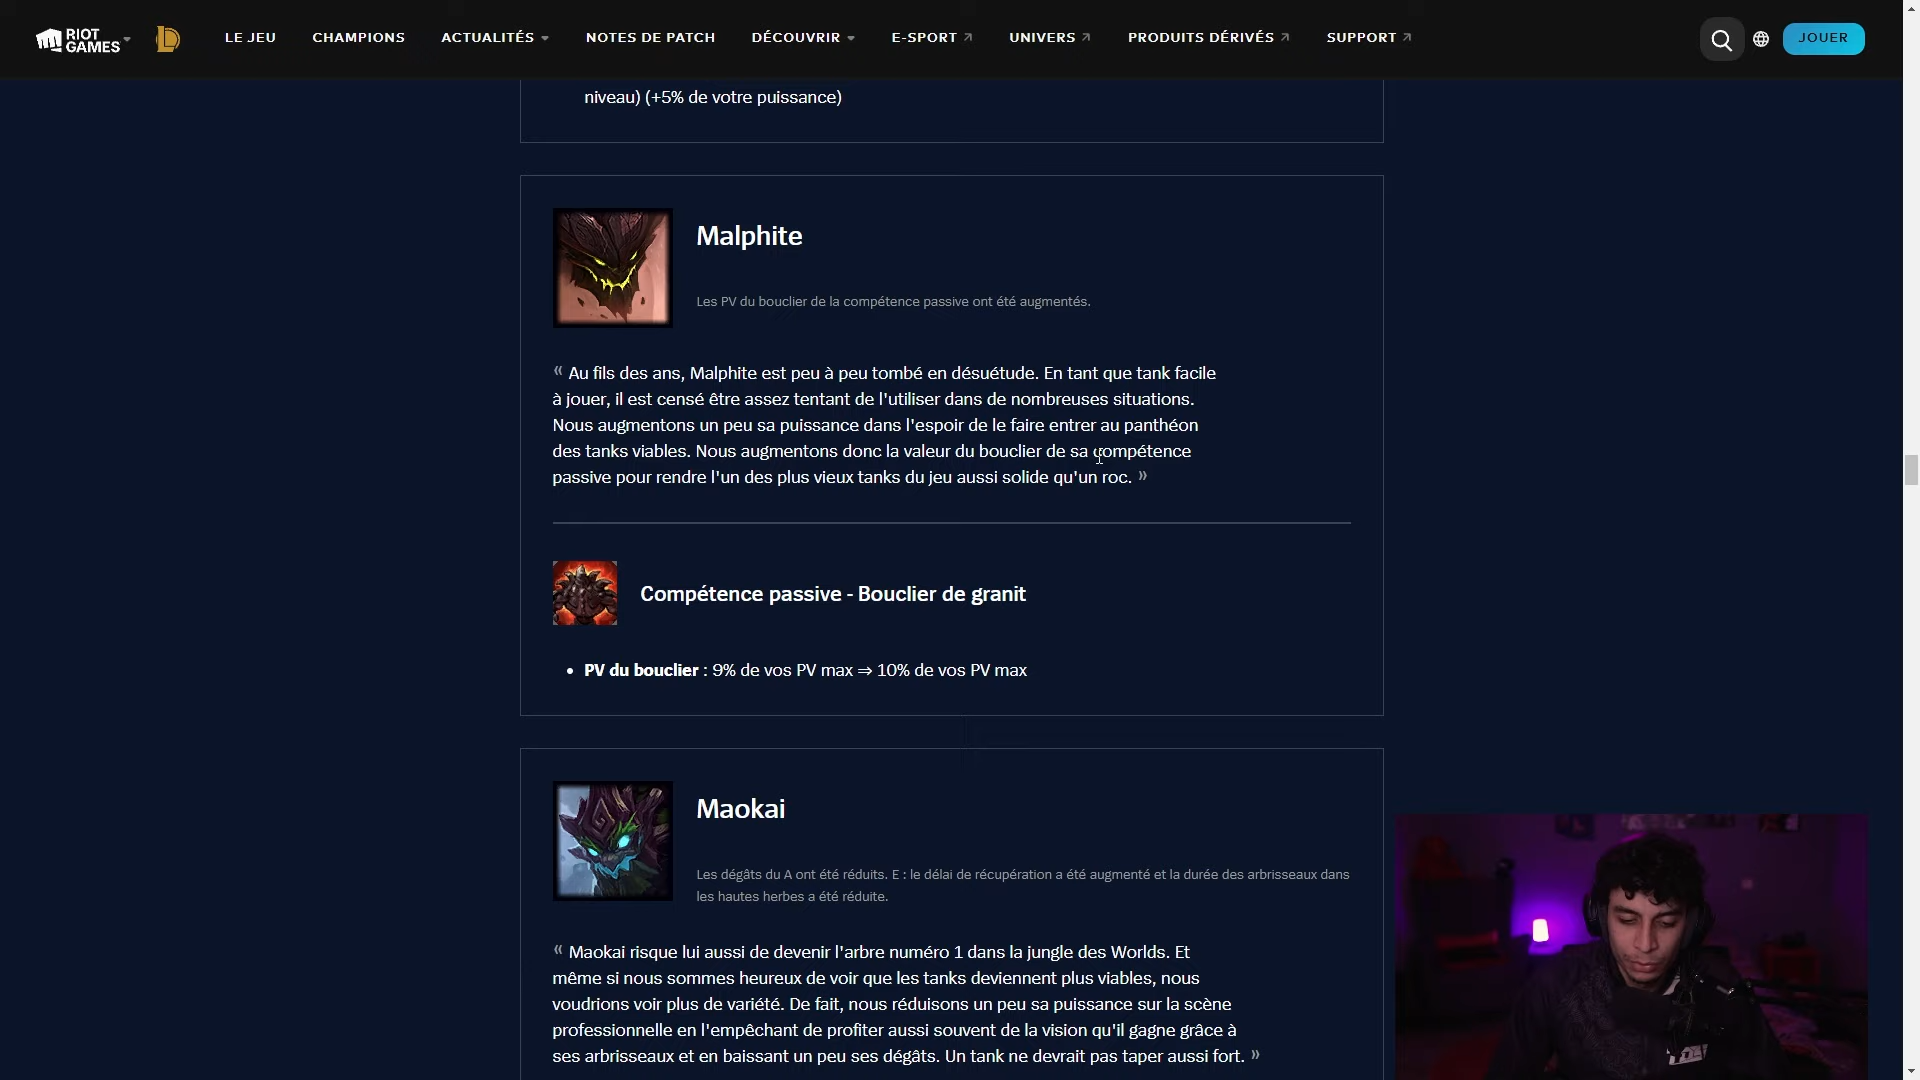 RIOT GAMES
LE JEU CHAMPIONS ACTUALITÉS NOTES DE PATCH DÉCOUVRIR E-SPORT UNIVERS PRODUITS DÉRIVÉS SUPPORT JOUER
niveau) (+5% de votre puissance)
Malphite
Les PV du bouclier de la compétence passive ont été augmentés.
« Au fils des ans, Malphite est peu à peu tombé en désuétude. En tant que tank facile
à jouer, il est censé être assez tentant de l'utiliser dans de nombreuses situations.
Nous augmentons un peu sa puissance dans l'espoir de le faire entrer au panthéon
des tanks viables. Nous augmentons donc la valeur du bouclier de sa compétence
passive pour rendre l'un des plus vieux tanks du jeu aussi solide qu'un roc. »
Compétence passive - Bouclier de granit
• PV du bouclier : 9% de vos PV max ⇒ 10% de vos PV max
Maokai
Les dégâts du A ont été réduits. E : le délai de récupération a été augmenté et la durée des arbrisseaux dans
les hautes herbes a été réduite.
« Maokai risque lui aussi de devenir l'arbre numéro 1 dans la jungle des Worlds. Et
même si nous sommes heureux de voir que les tanks deviennent plus viables, nous
voudrions voir plus de variété. De fait, nous réduisons un peu sa puissance sur la scène
professionnelle en l'empêchant de profiter aussi souvent de la vision qu'il gagne grâce à
ses arbrisseaux et en baissant un peu ses dégâts. Un tank ne devrait pas taper aussi fort. »